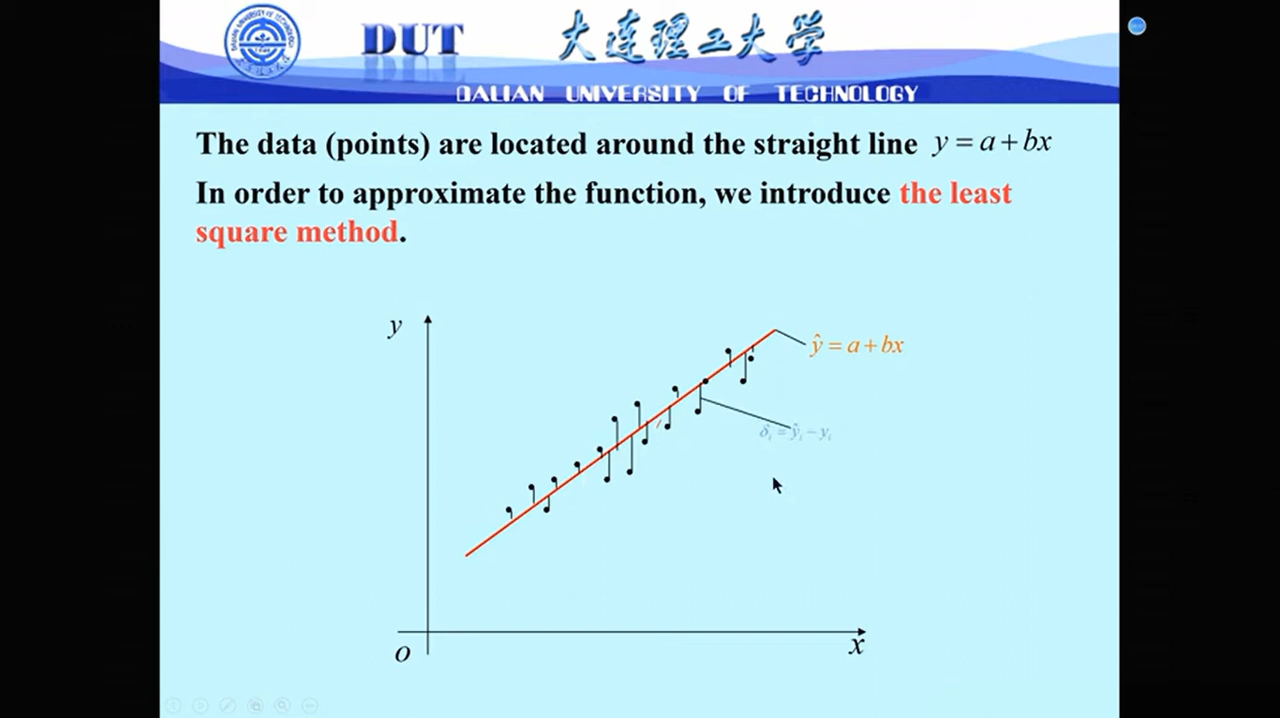 DUT
大连理工大学
DALIAN UNIVERSITY OF TECHNOLOGY
The data (points) are located around the straight line y = a + bx
In order to approximate the function, we introduce the least
square method.
y
ŷ = a + bx
δᵢ = ŷᵢ − yᵢ
x
o